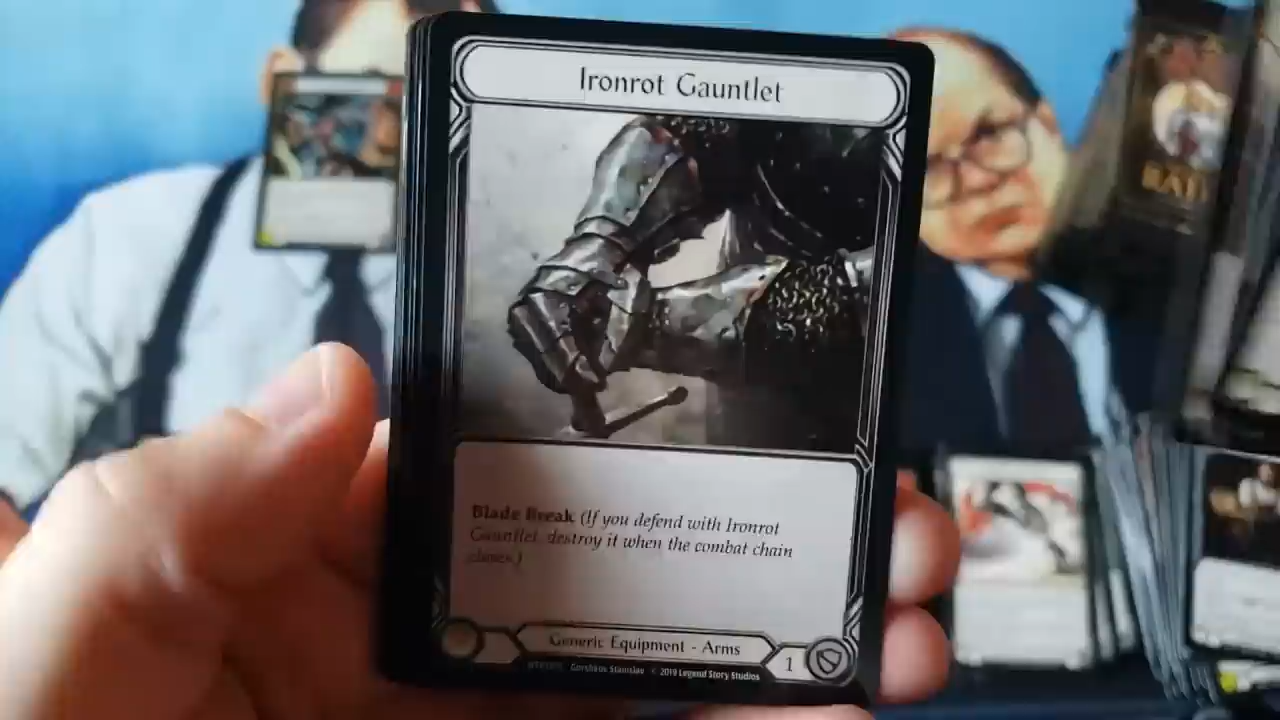 Ironrot Gauntlet
Blade Break (If you defend with Ironrot
Gauntlet, destroy it when the combat chain
closes.)
Generic Equipment - Arms
1
© 2019 Legend Story Studios